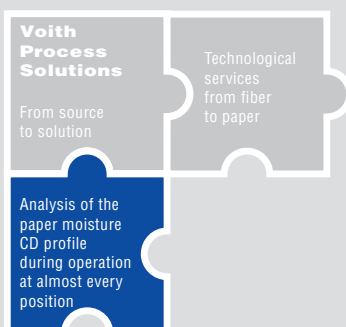 Voith
Process
Solutions
From source
to solution
Technological
services
from fiber
to paper
Analysis of the
paper moisture
CD profile
during operation
at almost every
position